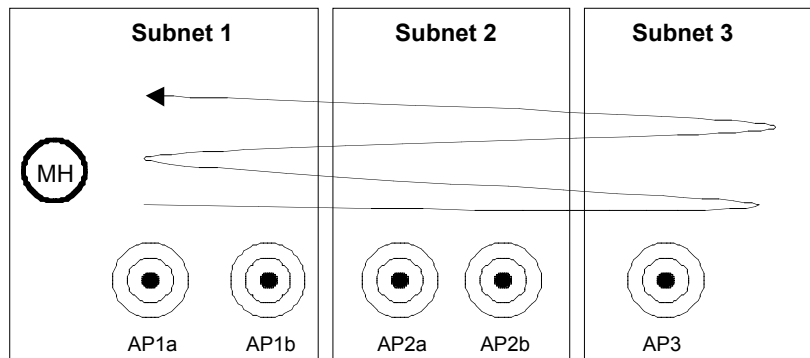 Subnet 1 Subnet 2 Subnet 3
MH
AP1a AP1b AP2a AP2b AP3